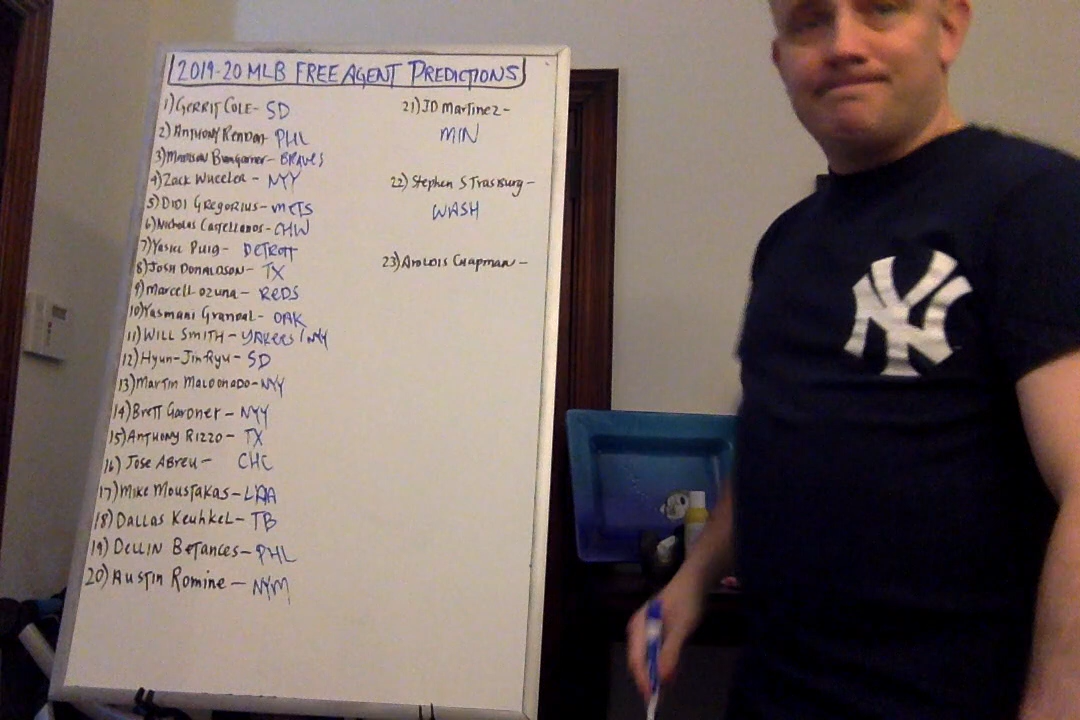 2019-20 MLB FREE AGENT PREDICTIONS
1) GERRIT COLE - SD
2) ANTHONY RENDON - PHL
3) Madison Bumgarner - BRAVES
4) Zack Wheeler - NYY
5) DIDI GREGORIUS - METS
6) Nicholas Castellanos - CHW
7) Yasiel Puig - DETROIT
8) JOSH DONALDSON - TX
9) Marcell Ozuna - REDS
10) Yasmani Grandal - OAK
11) WILL SMITH - YANKEES / NY
12) Hyun-Jin Ryu - SD
13) Martin Maldonado - NYY
14) Brett Gardner - NYY
15) ANTHONY RIZZO - TX
16) Jose ABreu - CHC
17) Mike Moustakas - LAA
18) Dallas Keuhkel - TB
19) DELLIN BeTances - PHL
20) Austin Romine - NYM
21) JD Martinez -
MIN
22) Stephen STrasburg -
WASH
23) Aroldis Chapman -
NY